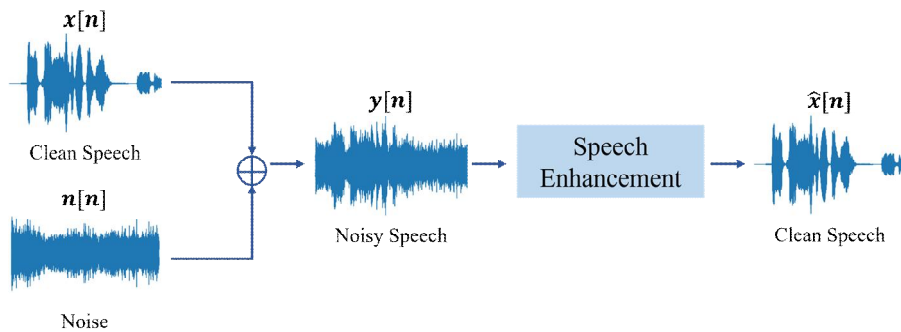 x[n]
Clean Speech
n[n]
Noise
y[n]
Noisy Speech
Speech
Enhancement
x̂[n]
Clean Speech